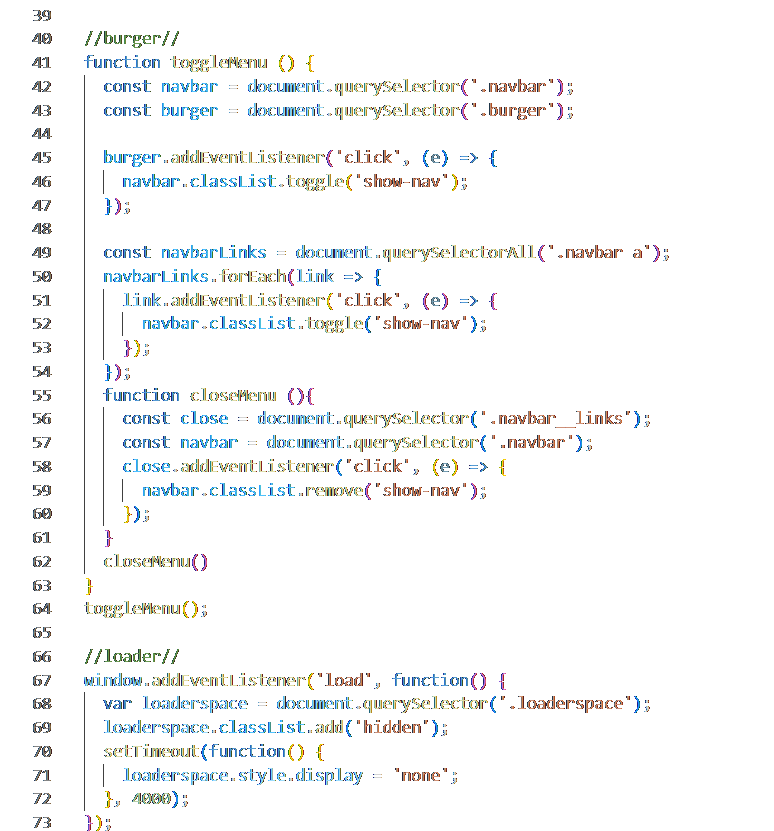 39
40 //burger//
41 function toggleMenu () {
42 const navbar = document.querySelector('.navbar');
43 const burger = document.querySelector('.burger');
44
45 burger.addEventListener('click', (e) => {
46 navbar.classList.toggle('show-nav');
47 });
48
49 const navbarLinks = document.querySelectorAll('.navbar a');
50 navbarLinks.forEach(link => {
51 link.addEventListener('click', (e) => {
52 navbar.classList.toggle('show-nav');
53 });
54 });
55 function closeMenu (){
56 const close = document.querySelector('.navbar__links');
57 const navbar = document.querySelector('.navbar');
58 close.addEventListener('click', (e) => {
59 navbar.classList.remove('show-nav');
60 });
61 }
62 closeMenu()
63 }
64 toggleMenu();
65
66 //loader//
67 window.addEventListener('load', function() {
68 var loaderspace = document.querySelector('.loaderspace');
69 loaderspace.classList.add('hidden');
70 setTimeout(function() {
71 loaderspace.style.display = 'none';
72 }, 4000);
73 });